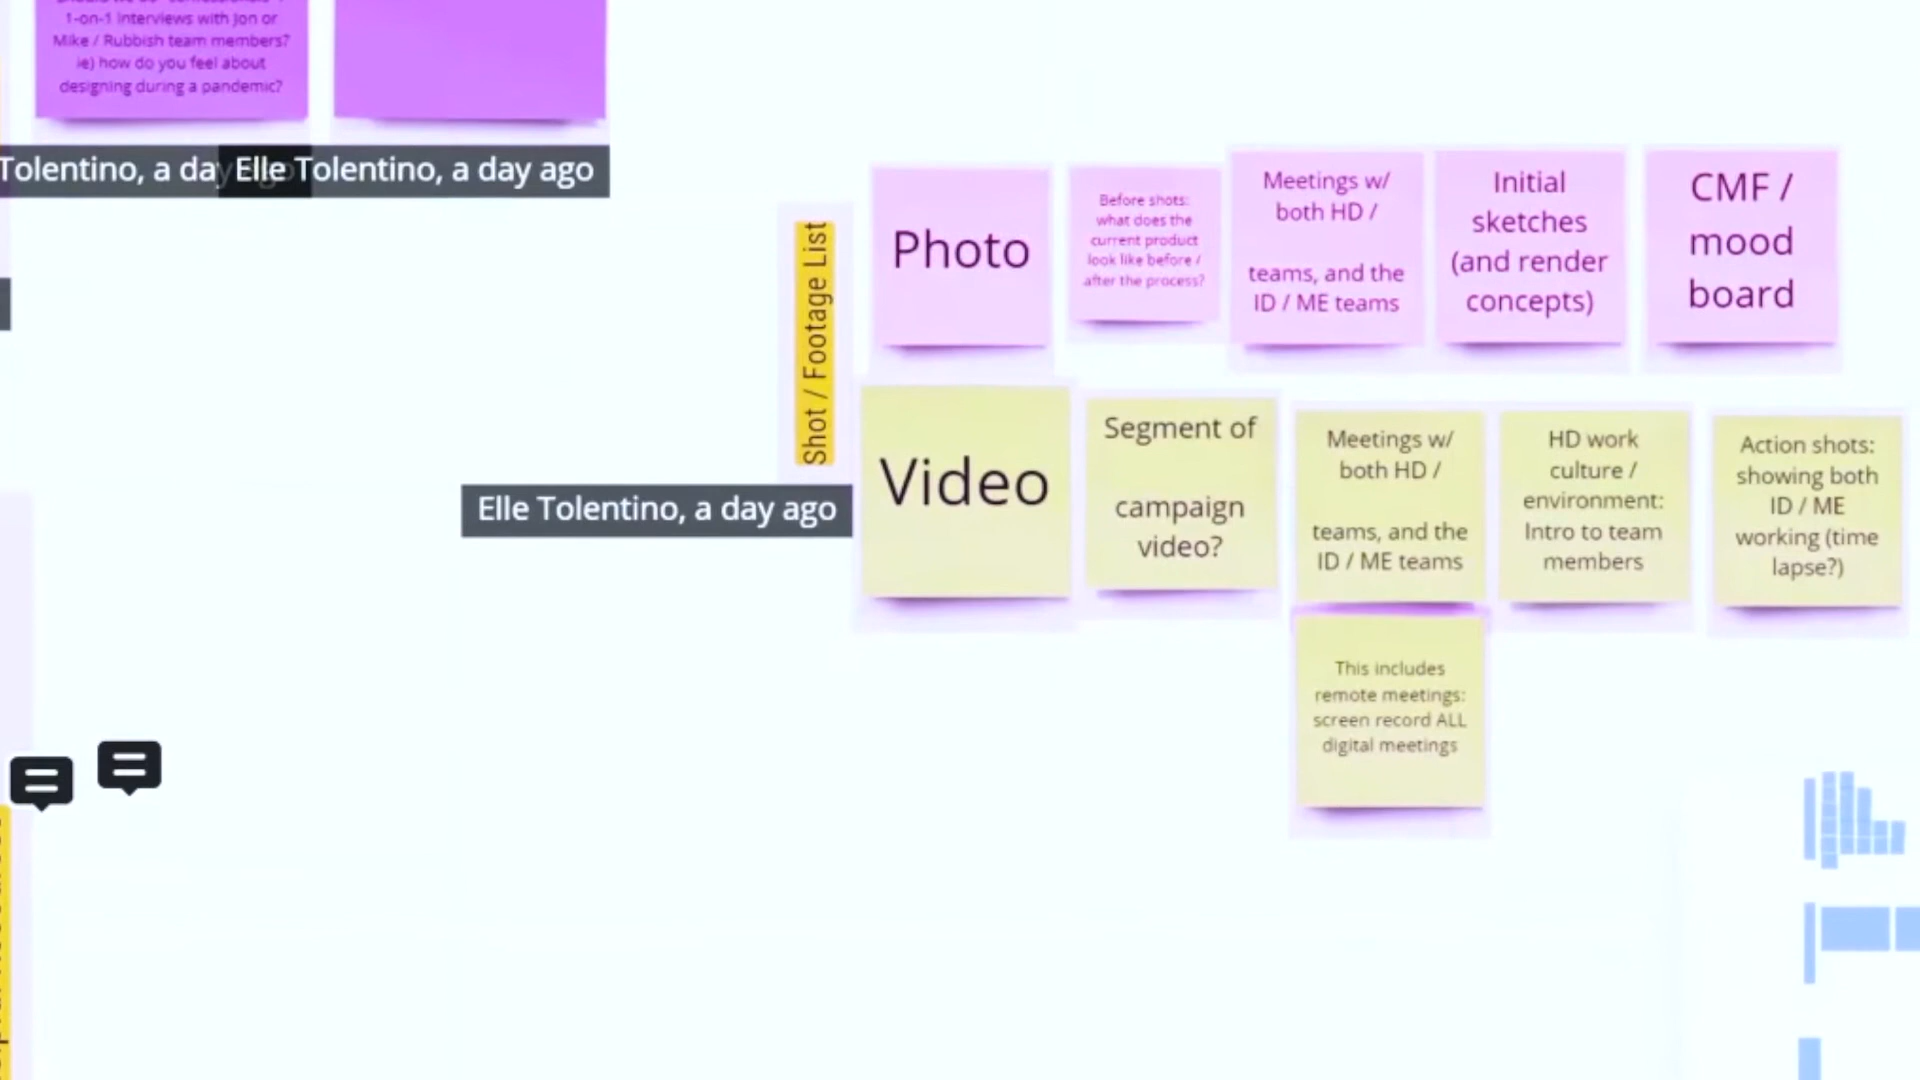 1-on-1 interviews with Jon or
Mike / Rubbish team members?
ie) how do you feel about
designing during a pandemic?
Tolentino, a day
Elle Tolentino, a day ago
Shot / Footage List
Photo
Before shots:
what does the
current product
look like before /
after the process?
Meetings w/
both HD /
teams, and the
ID / ME teams
Initial
sketches
(and render
concepts)
CMF /
mood
board
Elle Tolentino, a day ago
Video
Segment of
campaign
video?
Meetings w/
both HD /
teams, and the
ID / ME teams
HD work
culture /
environment:
Intro to team
members
Action shots:
showing both
ID / ME
working (time
lapse?)
This includes
remote meetings:
screen record ALL
digital meetings